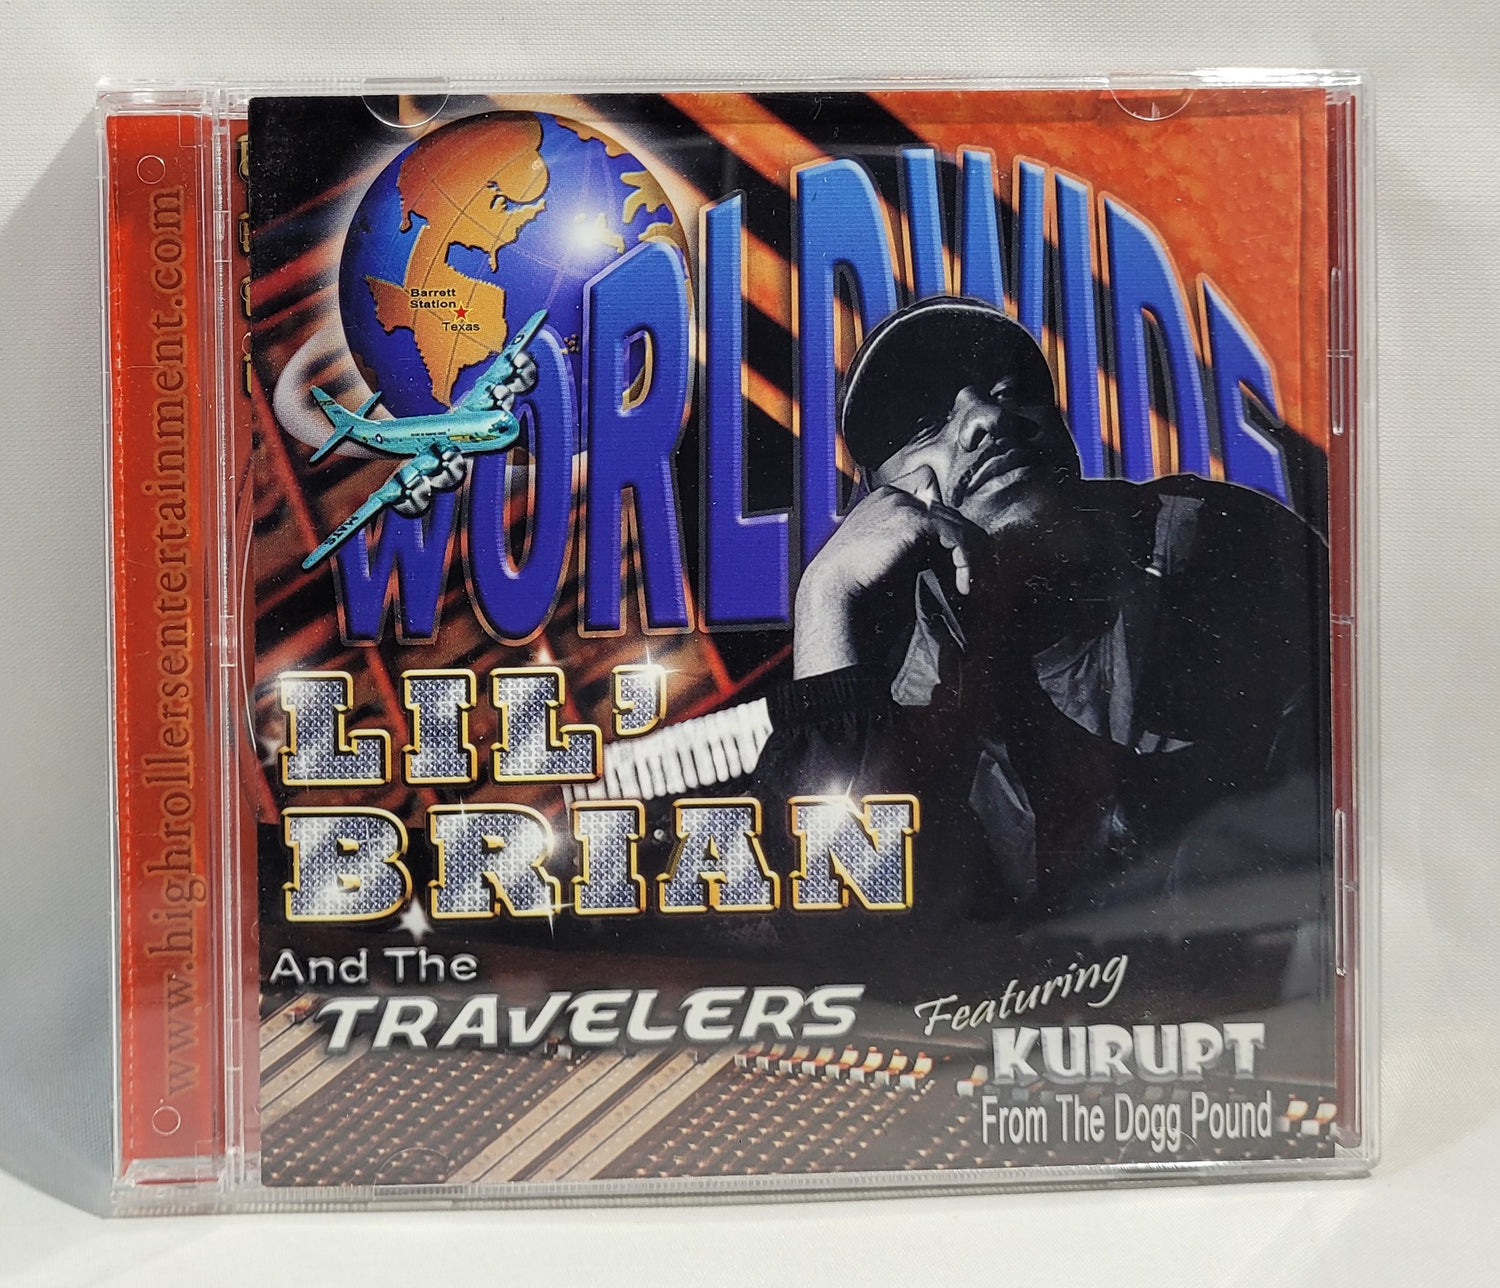 www.highrollersentertainment.com
WORLDWIDE
Barrett
Station
Texas
LIL'
BRIAN
And The
TRAVELERS
Featuring
KURUPT
From The Dogg Pound